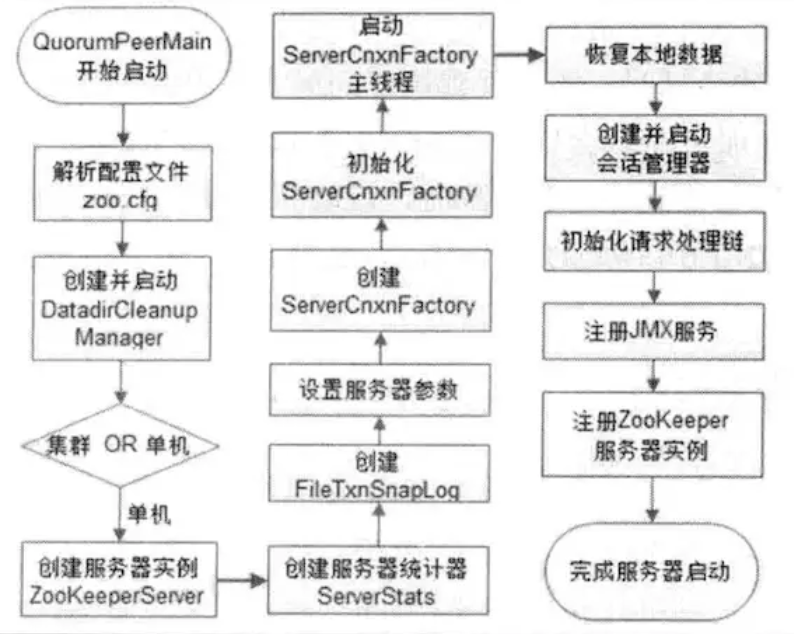 QuorumPeerMain
开始启动
解析配置文件
zoo.cfg
创建并启动
DatadirCleanup
Manager
集群 OR 单机
单机
创建服务器实例
ZooKeeperServer
创建服务器统计器
ServerStats
创建
FileTxnSnapLog
设置服务器参数
创建
ServerCnxnFactory
初始化
ServerCnxnFactory
启动
ServerCnxnFactory
主线程
恢复本地数据
创建并启动
会话管理器
初始化请求处理链
注册JMX服务
注册ZooKeeper
服务器实例
完成服务器启动